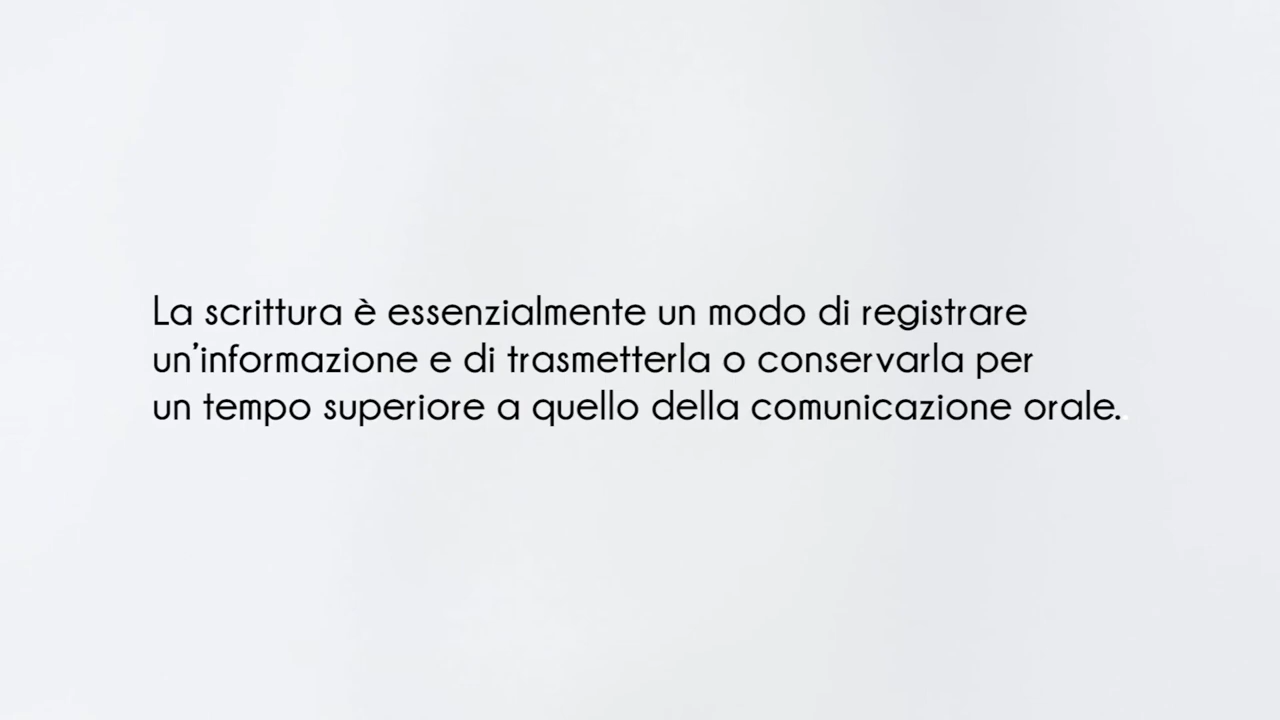 La scrittura è essenzialmente un modo di registrare
un’informazione e di trasmetterla o conservarla per
un tempo superiore a quello della comunicazione orale.